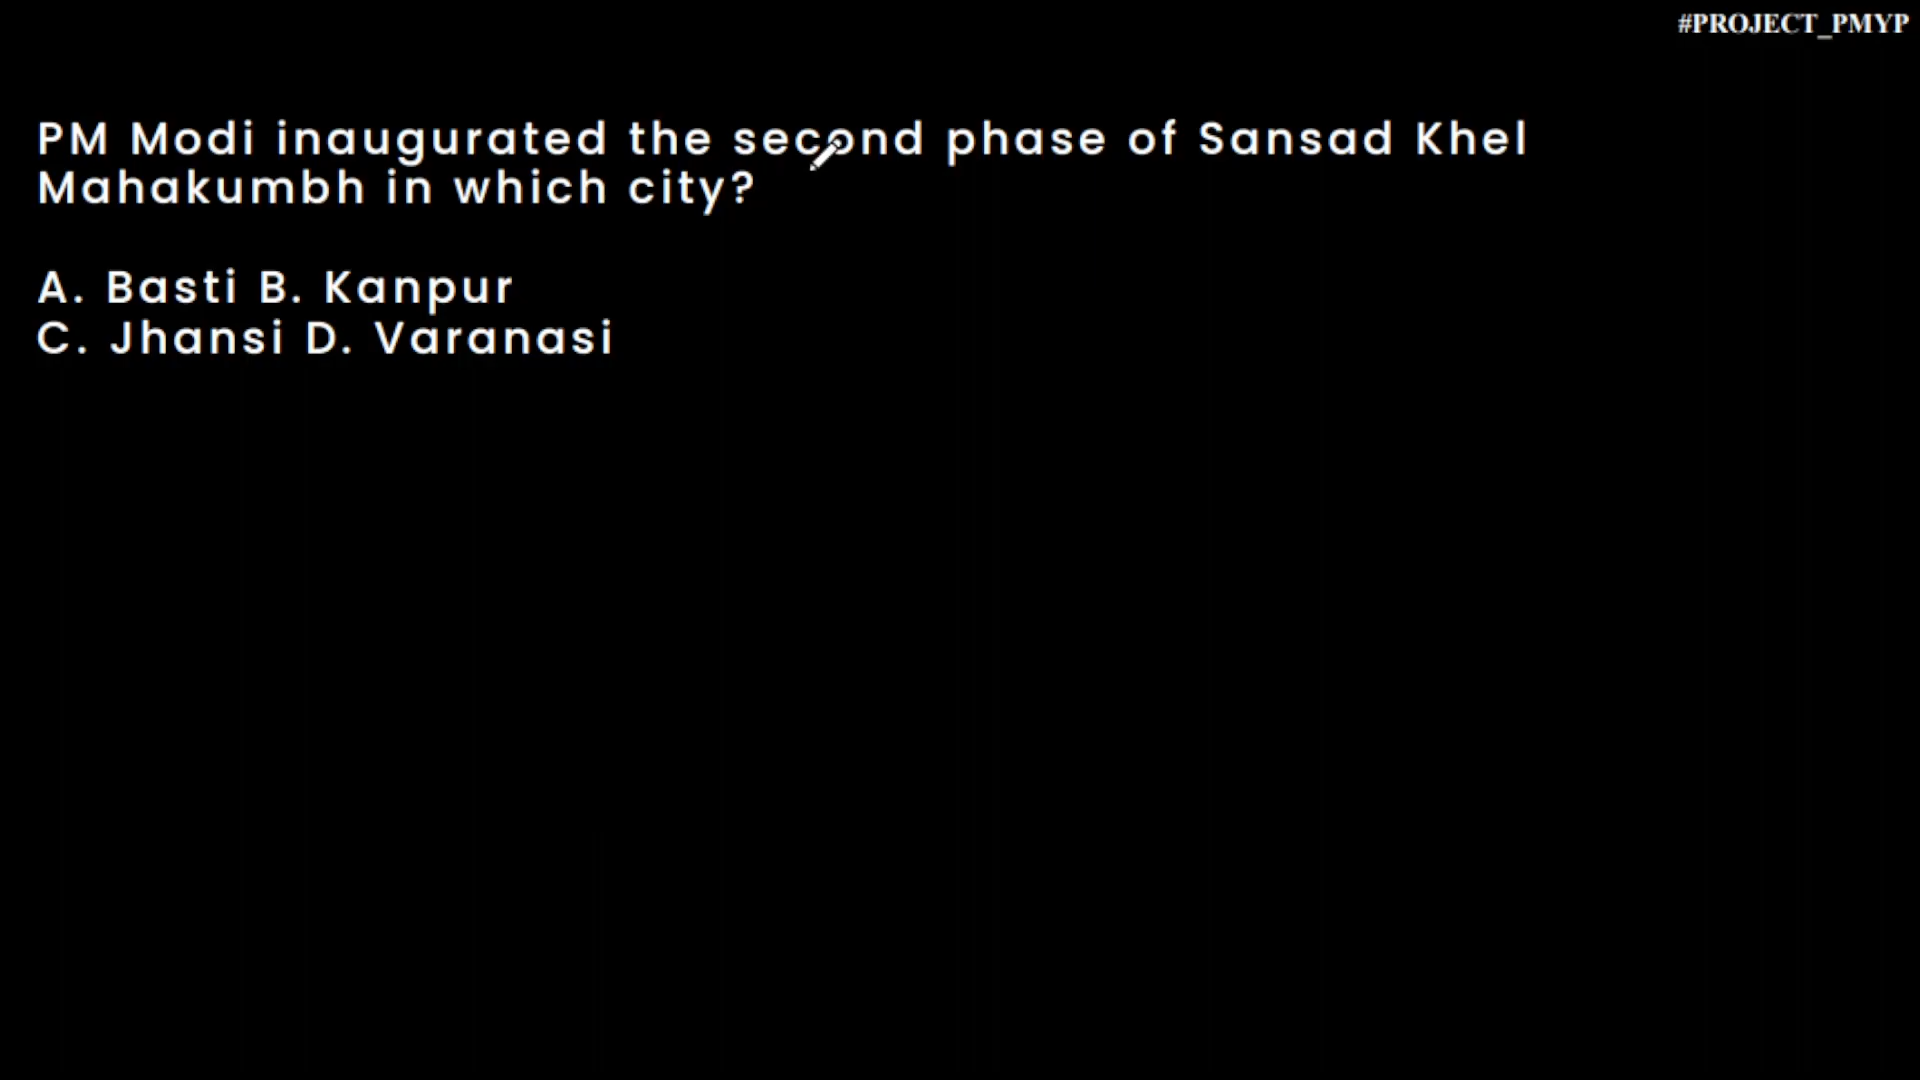 #PROJECT_PMYP
PM Modi inaugurated the second phase of Sansad Khel
Mahakumbh in which city?
A. Basti B. Kanpur
C. Jhansi D. Varanasi